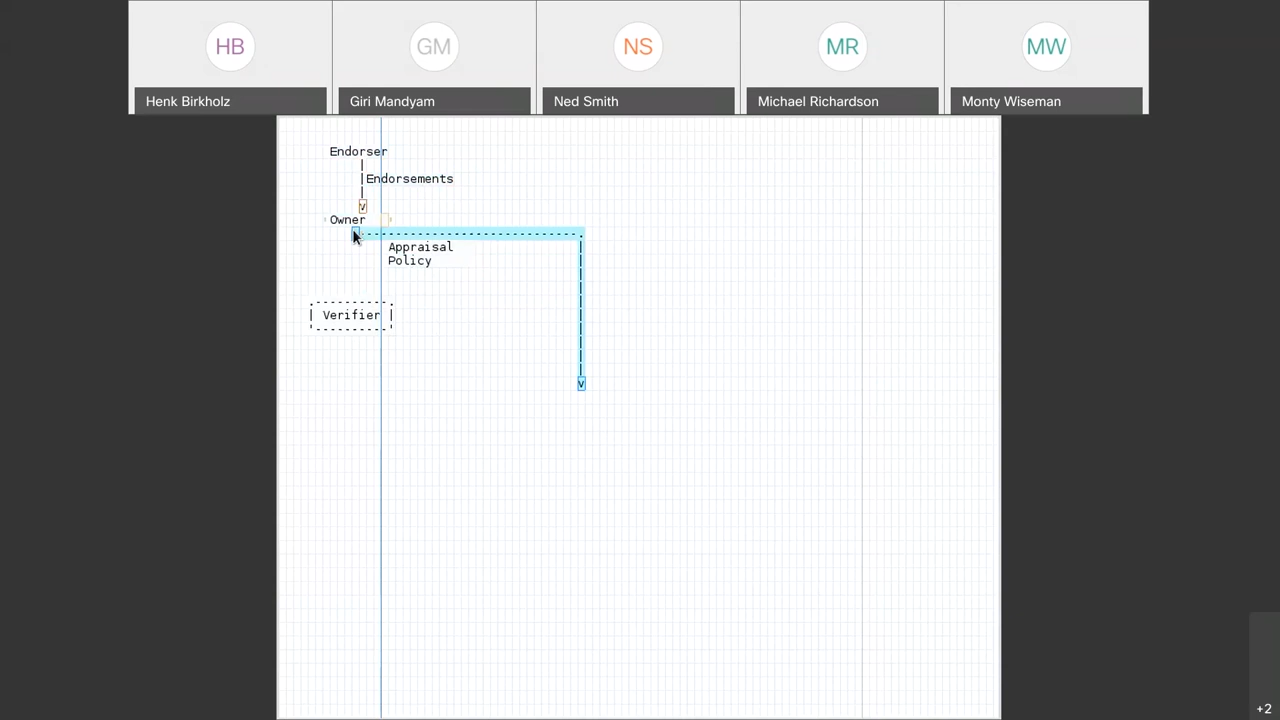 HB
GM
NS
MR
MW
Henk Birkholz
Giri Mandyam
Ned Smith
Michael Richardson
Monty Wiseman
Endorser
Endorsements
v
Owner
Appraisal
Policy
Verifier
v
+2